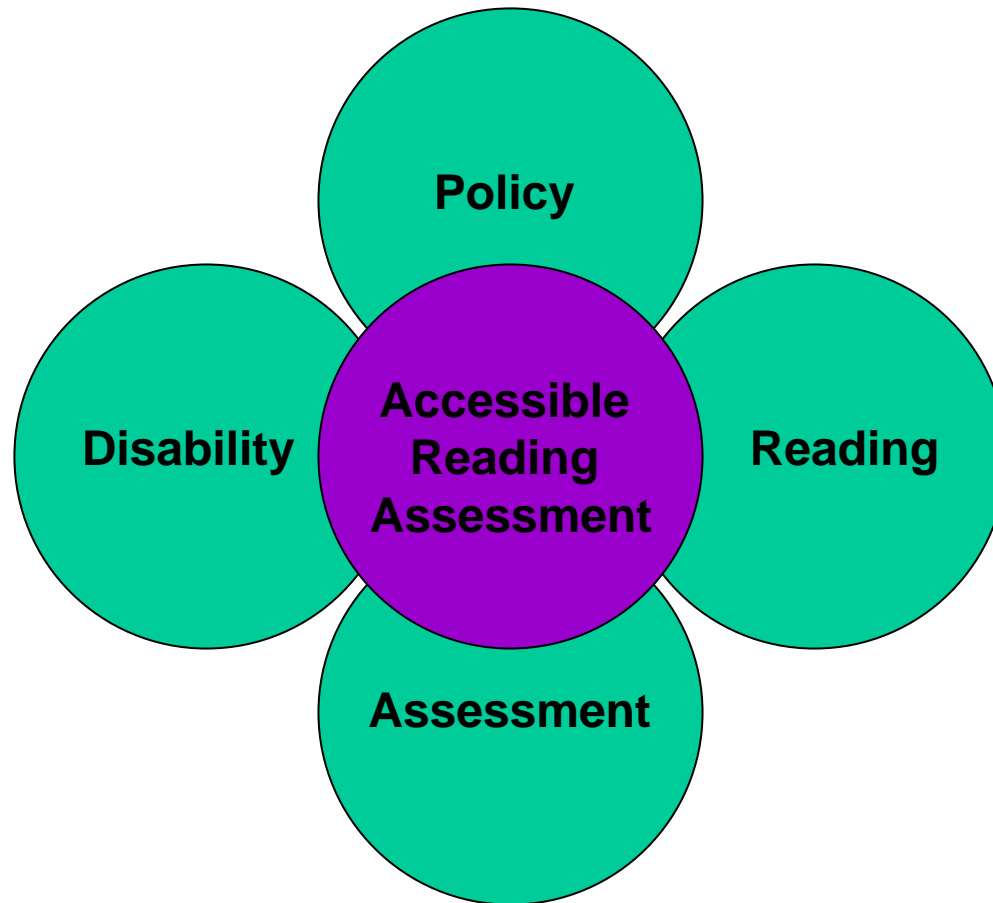 Policy
Disability
Accessible
Reading
Assessment
Reading
Assessment